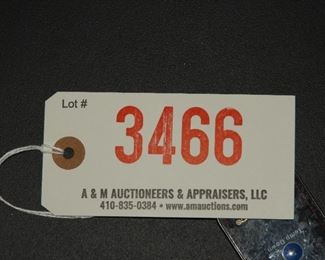 Lot #
3466
A & M AUCTIONEERS & APPRAISERS, LLC
410-835-0384 • www.amauctions.com